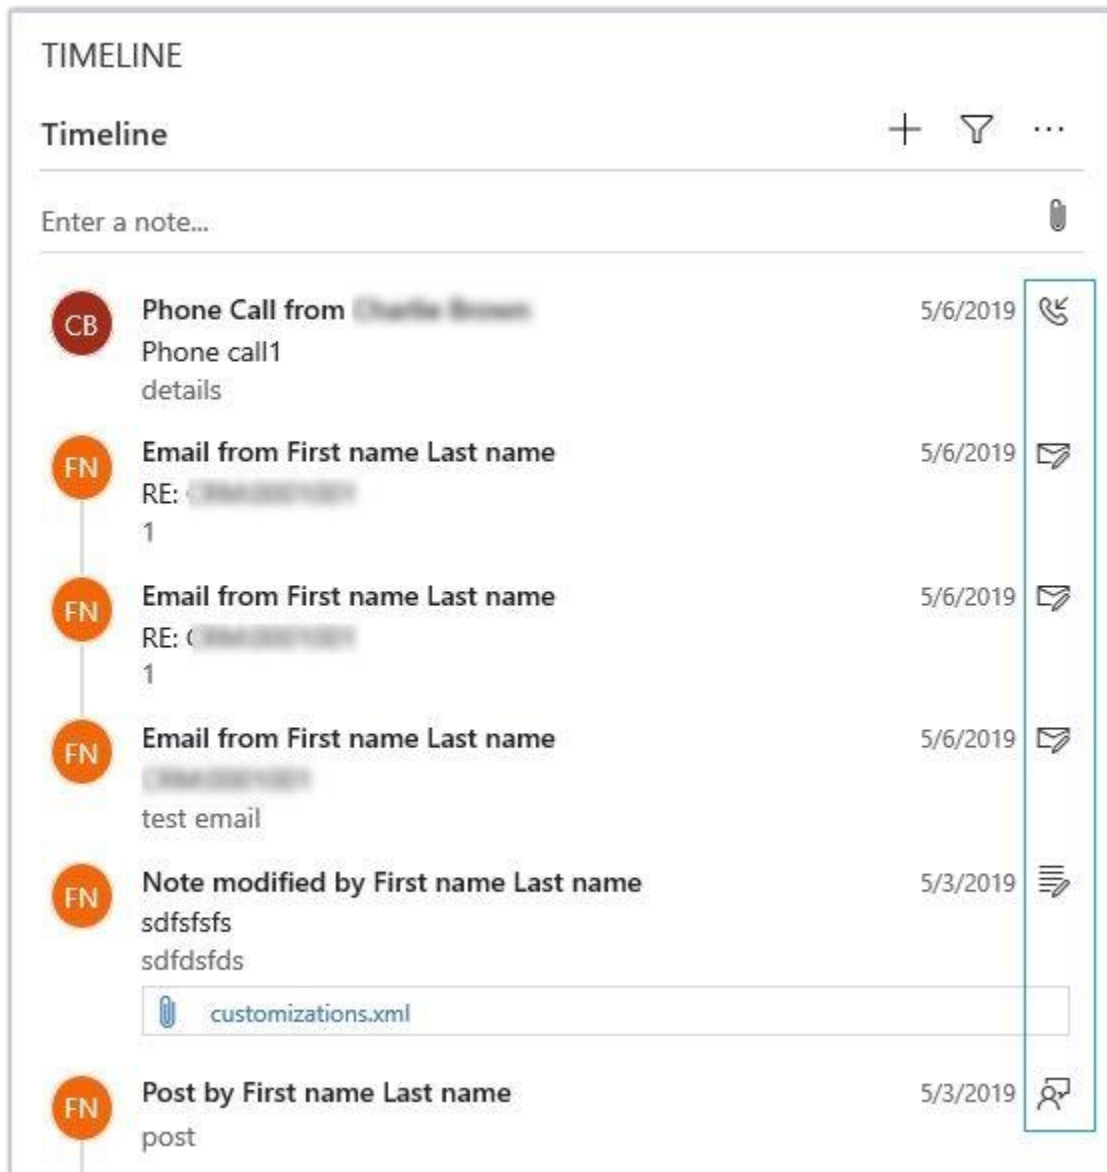 TIMELINE
Timeline
Enter a note...
CB Phone Call from 5/6/2019
Phone call1
details
FN Email from First name Last name 5/6/2019
RE:
1
FN Email from First name Last name 5/6/2019
RE:
1
FN Email from First name Last name 5/6/2019
test email
FN Note modified by First name Last name 5/3/2019
sdfsfsfs
sdfdsfds
customizations.xml
FN Post by First name Last name 5/3/2019
post